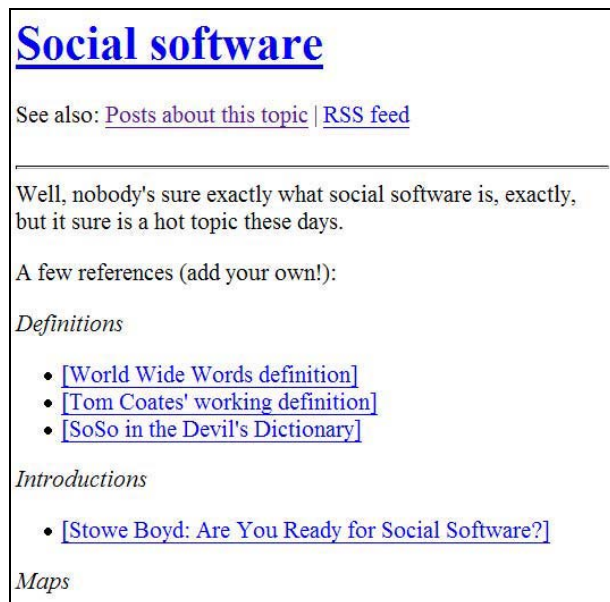 Social software
See also: Posts about this topic | RSS feed
Well, nobody's sure exactly what social software is, exactly,
but it sure is a hot topic these days.
A few references (add your own!):
Definitions
[World Wide Words definition]
[Tom Coates' working definition]
[SoSo in the Devil's Dictionary]
Introductions
[Stowe Boyd: Are You Ready for Social Software?]
Maps